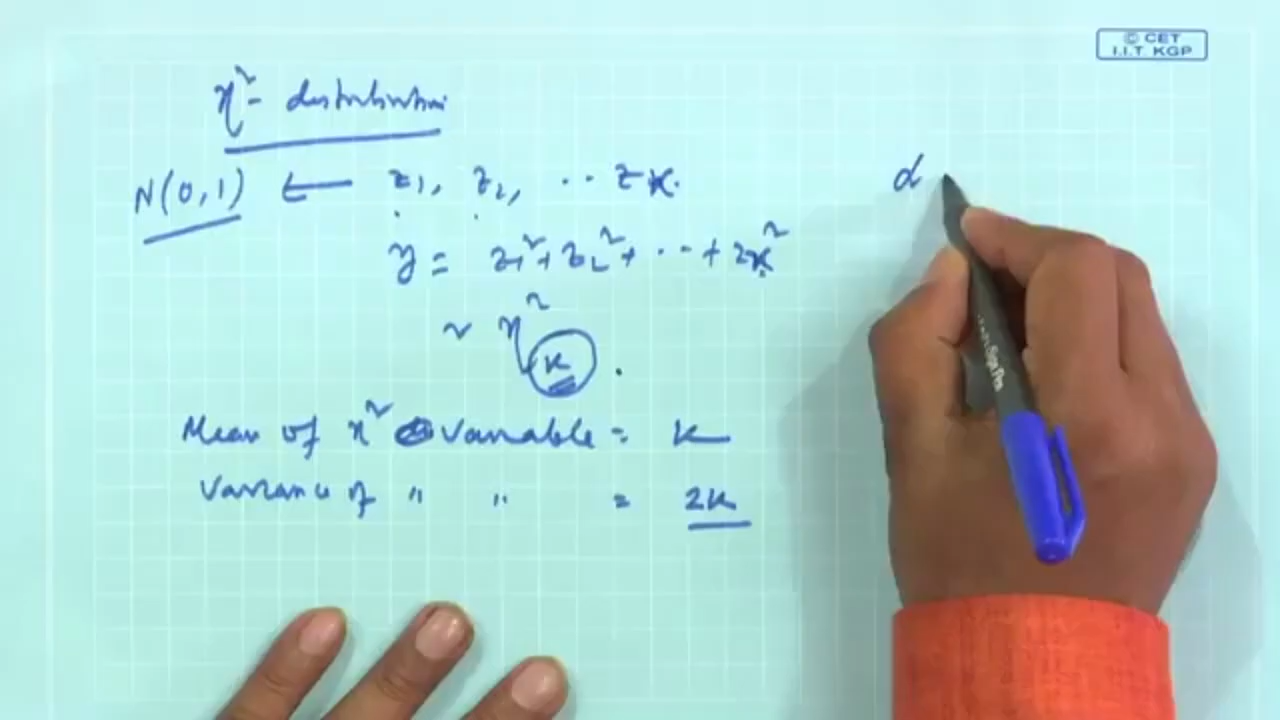 © CET
I.I.T KGP
χ²- distribution
N(0,1) ← z1, z2, ·· zk.
d
y = z1² + z2² + ··· + zk²
~ χ²k .
Mean of χ² variable = k
Variance of " " = 2k